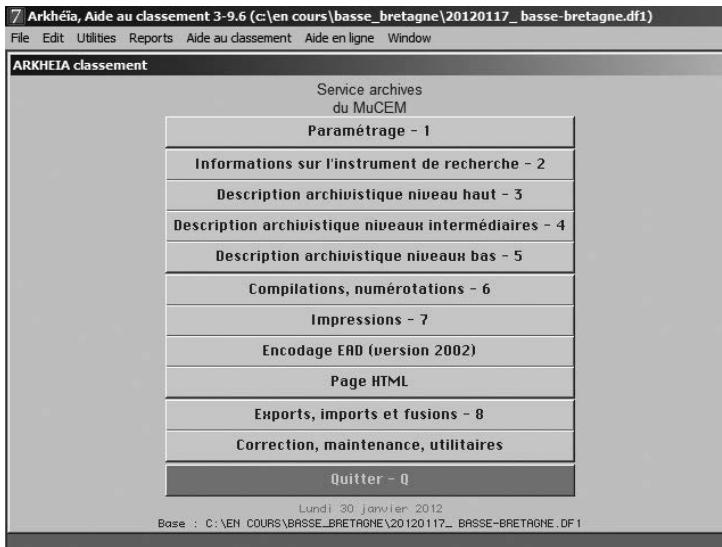 7 Arkhéïa, Aide au classement 3-9.6 (c:\en cours\basse_bretagne\20120117_ basse-bretagne.df1)
File Edit Utilities Reports Aide au classement Aide en ligne Window
ARKHEIA classement
Service archives
du MuCEM
Paramétrage - 1
Informations sur l'instrument de recherche - 2
Description archivistique niveau haut - 3
Description archivistique niveaux intermédiaires - 4
Description archivistique niveaux bas - 5
Compilations, numérotations - 6
Impressions - 7
Encodage EAD (version 2002)
Page HTML
Exports, imports et fusions - 8
Correction, maintenance, utilitaires
Quitter - Q
Lundi 30 janvier 2012
Base : C:\EN COURS\BASSE_BRETAGNE\20120117_ BASSE-BRETAGNE.DF1